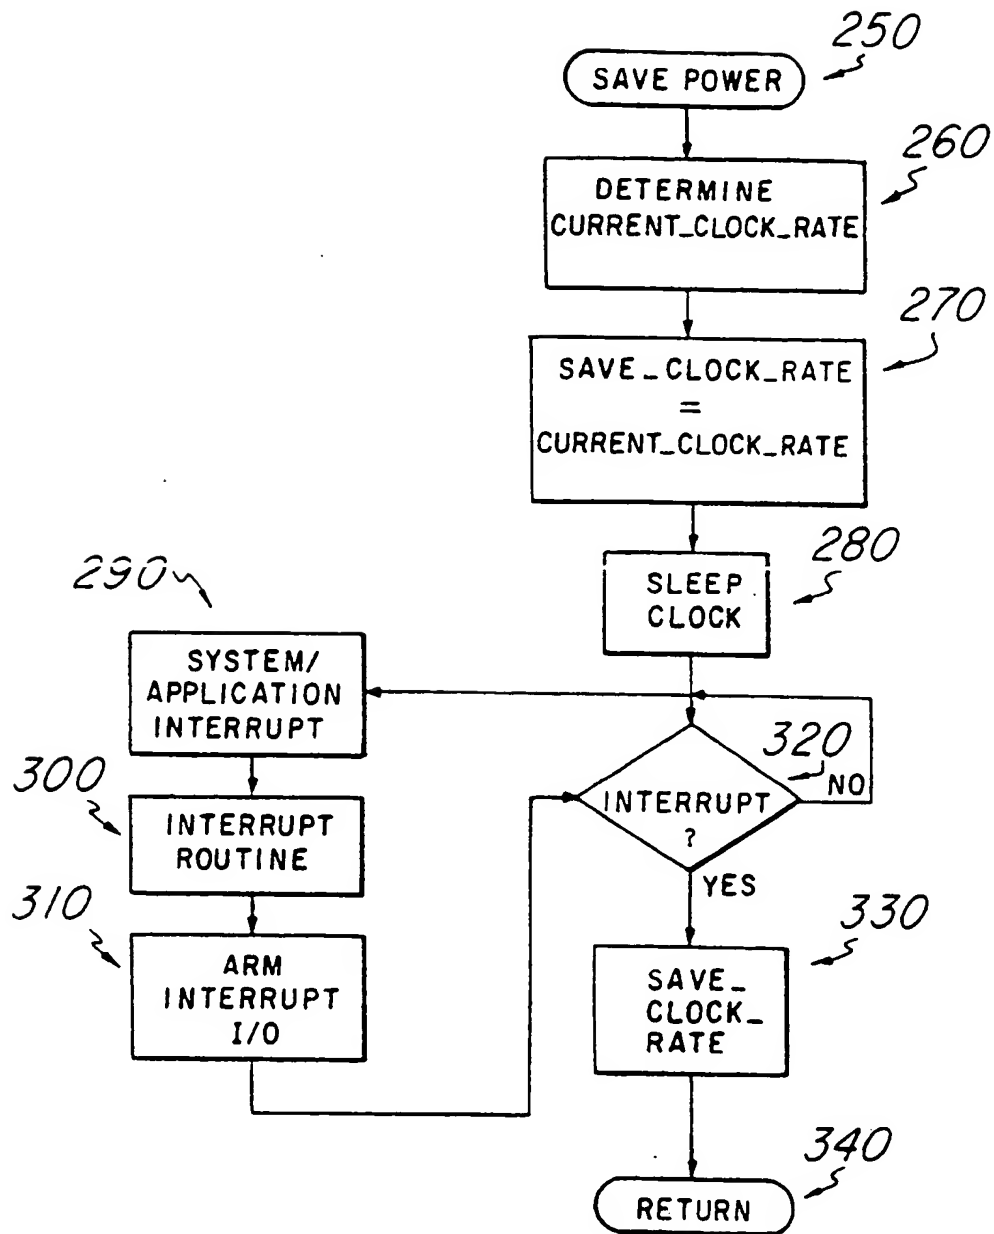 250
SAVE POWER
260
DETERMINE
CURRENT_CLOCK_RATE
270
SAVE_CLOCK_RATE
=
CURRENT_CLOCK_RATE
280
SLEEP
CLOCK
290
SYSTEM/
APPLICATION
INTERRUPT
300
INTERRUPT
ROUTINE
310
ARM
INTERRUPT
I/O
320
INTERRUPT
?
NO
YES
330
SAVE_
CLOCK_
RATE
340
RETURN